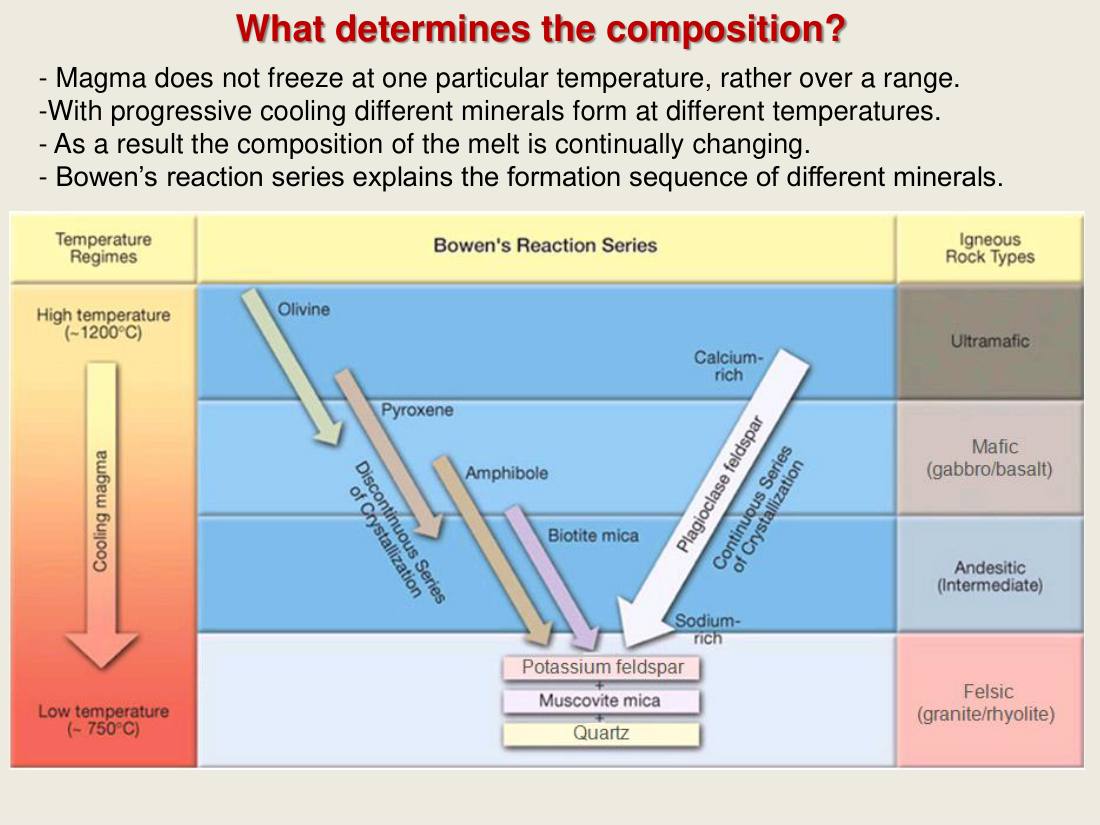 What determines the composition?
- Magma does not freeze at one particular temperature, rather over a range.
-With progressive cooling different minerals form at different temperatures.
- As a result the composition of the melt is continually changing.
- Bowen’s reaction series explains the formation sequence of different minerals.
Temperature
Regimes
Bowen's Reaction Series
Igneous
Rock Types
High temperature
(~1200°C)
Cooling magma
Low temperature
(~ 750°C)
Olivine
Pyroxene
Amphibole
Biotite mica
Discontinuous Series
of Crystallization
Calcium-
rich
Plagioclase feldspar
Continuous Series
of Crystallization
Sodium-
rich
Potassium feldspar
+
Muscovite mica
+
Quartz
Ultramafic
Mafic
(gabbro/basalt)
Andesitic
(Intermediate)
Felsic
(granite/rhyolite)